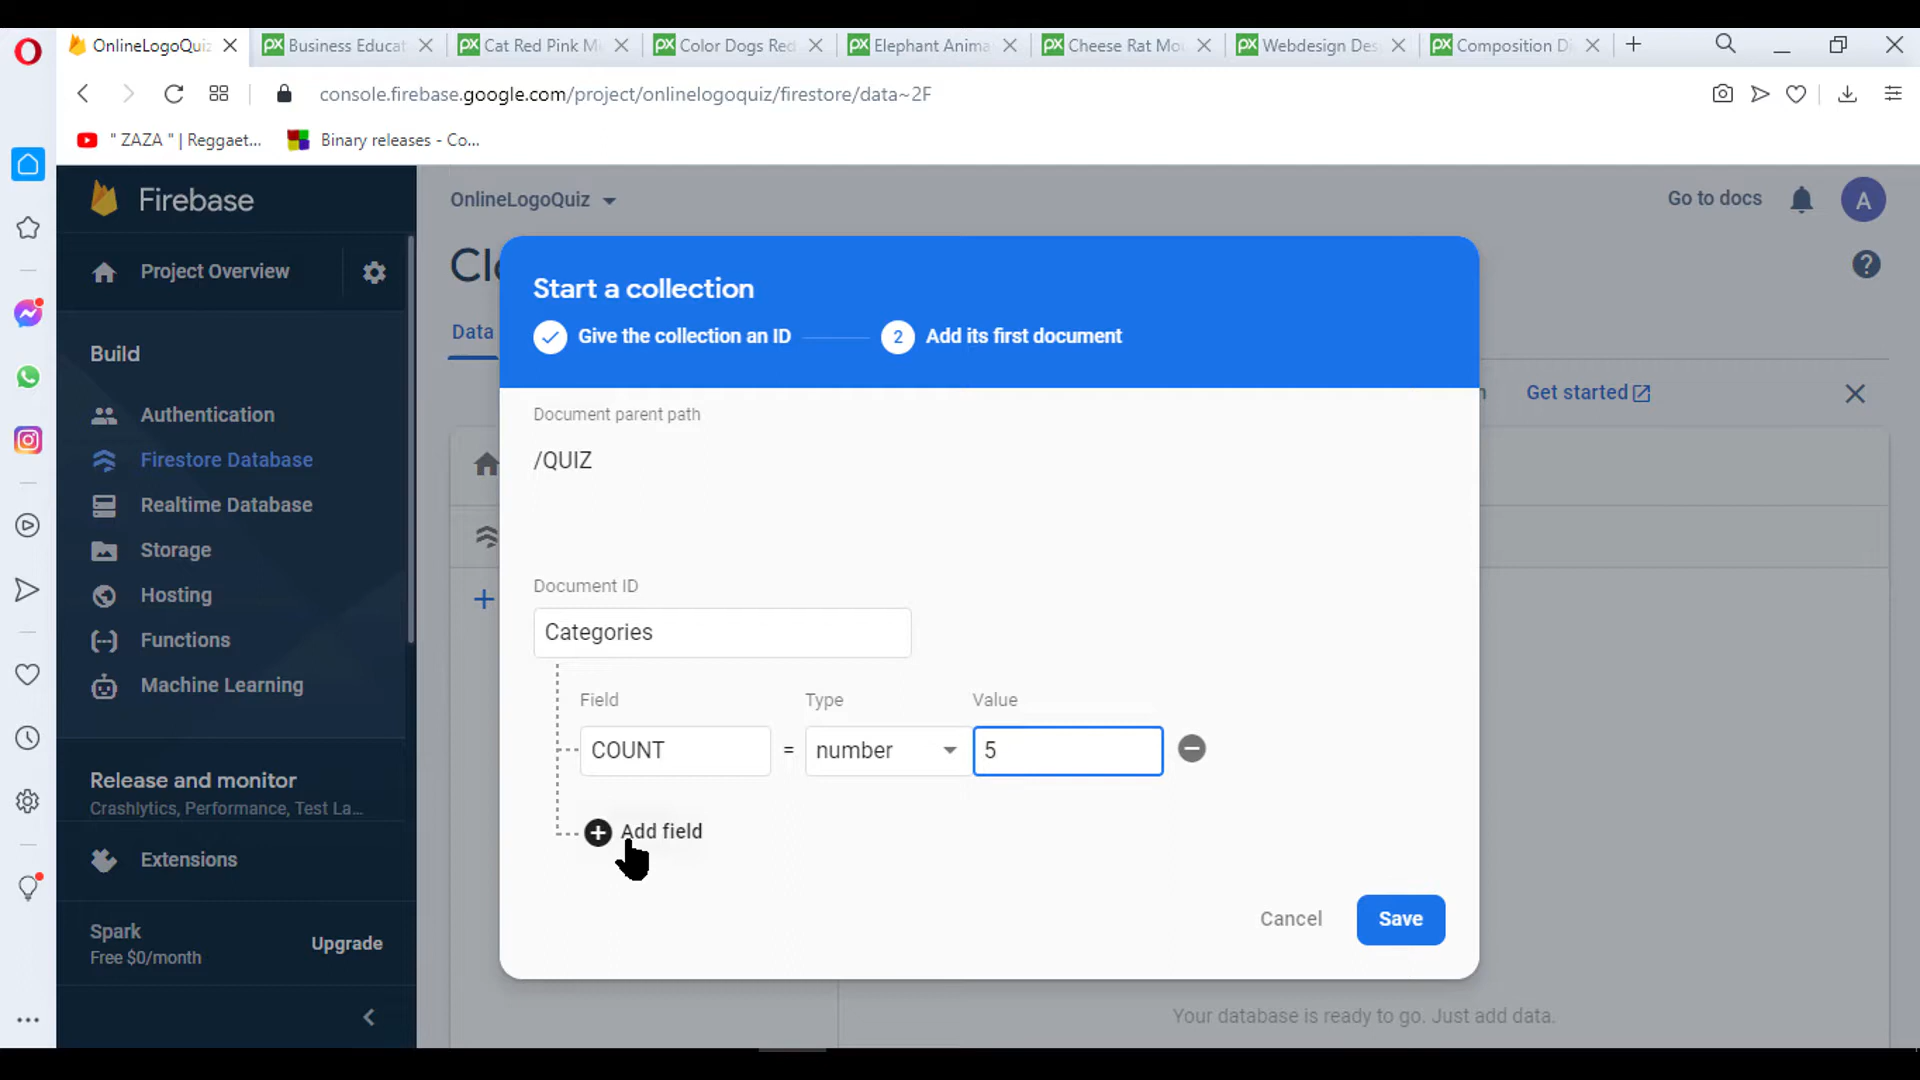 OnlineLogoQuiz
Business Educat
Cat Red Pink M
Color Dogs Red
Elephant Anima
Cheese Rat Mo
Webdesign Des
Composition Di
console.firebase.google.com/project/onlinelogoquiz/firestore/data~2F
" ZAZA " | Reggaet...
Binary releases - Co...
Firebase
Project Overview
Build
Authentication
Firestore Database
Realtime Database
Storage
Hosting
Functions
Machine Learning
Release and monitor
Crashlytics, Performance, Test La...
Extensions
Spark
Free $0/month
Upgrade
OnlineLogoQuiz
Go to docs
A
Clo
Data
Get started
Start a collection
Give the collection an ID
2 Add its first document
Document parent path
/QUIZ
Document ID
Categories
Field Type Value
COUNT = number 5
Add field
Cancel Save
Your database is ready to go. Just add data.